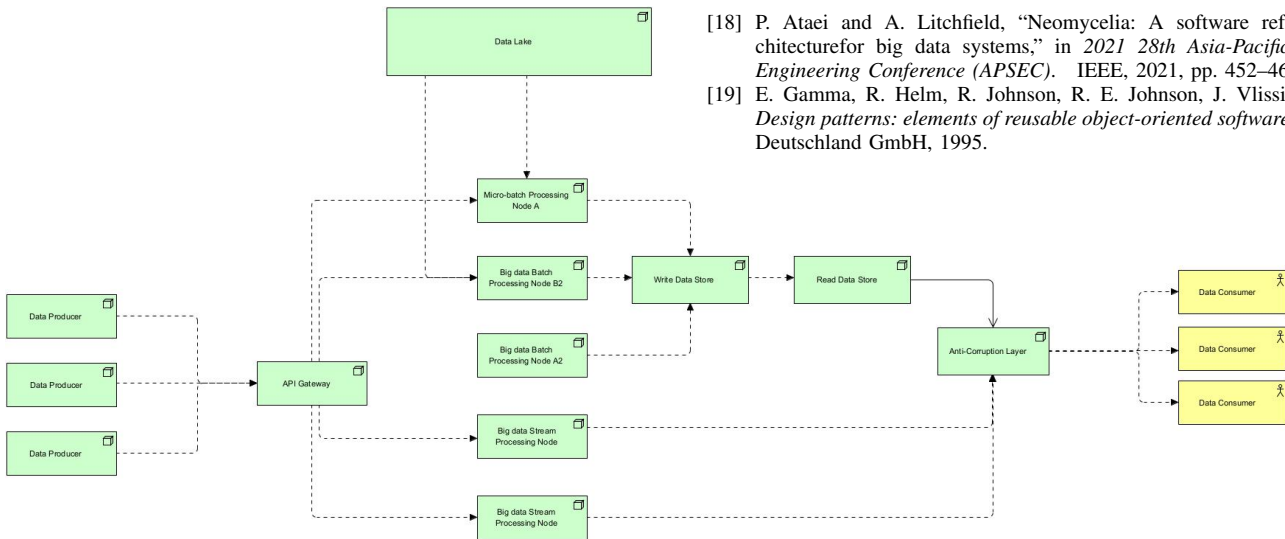 [18] P. Ataei and A. Litchfield, “Neomycelia: A software ref
chitecturefor big data systems,” in 2021 28th Asia-Pacific
Engineering Conference (APSEC). IEEE, 2021, pp. 452–46
[19] E. Gamma, R. Helm, R. Johnson, R. E. Johnson, J. Vlissi
Design patterns: elements of reusable object-oriented software
Deutschland GmbH, 1995.
Data Lake
Micro-batch Processing
Node A
Big data Batch
Processing Node B2
Write Data Store
Read Data Store
Data Consumer
Data Producer
Big data Batch
Processing Node A2
Anti-Corruption Layer
Data Consumer
Data Producer
API Gateway
Data Consumer
Data Producer
Big data Stream
Processing Node
Big data Stream
Processing Node